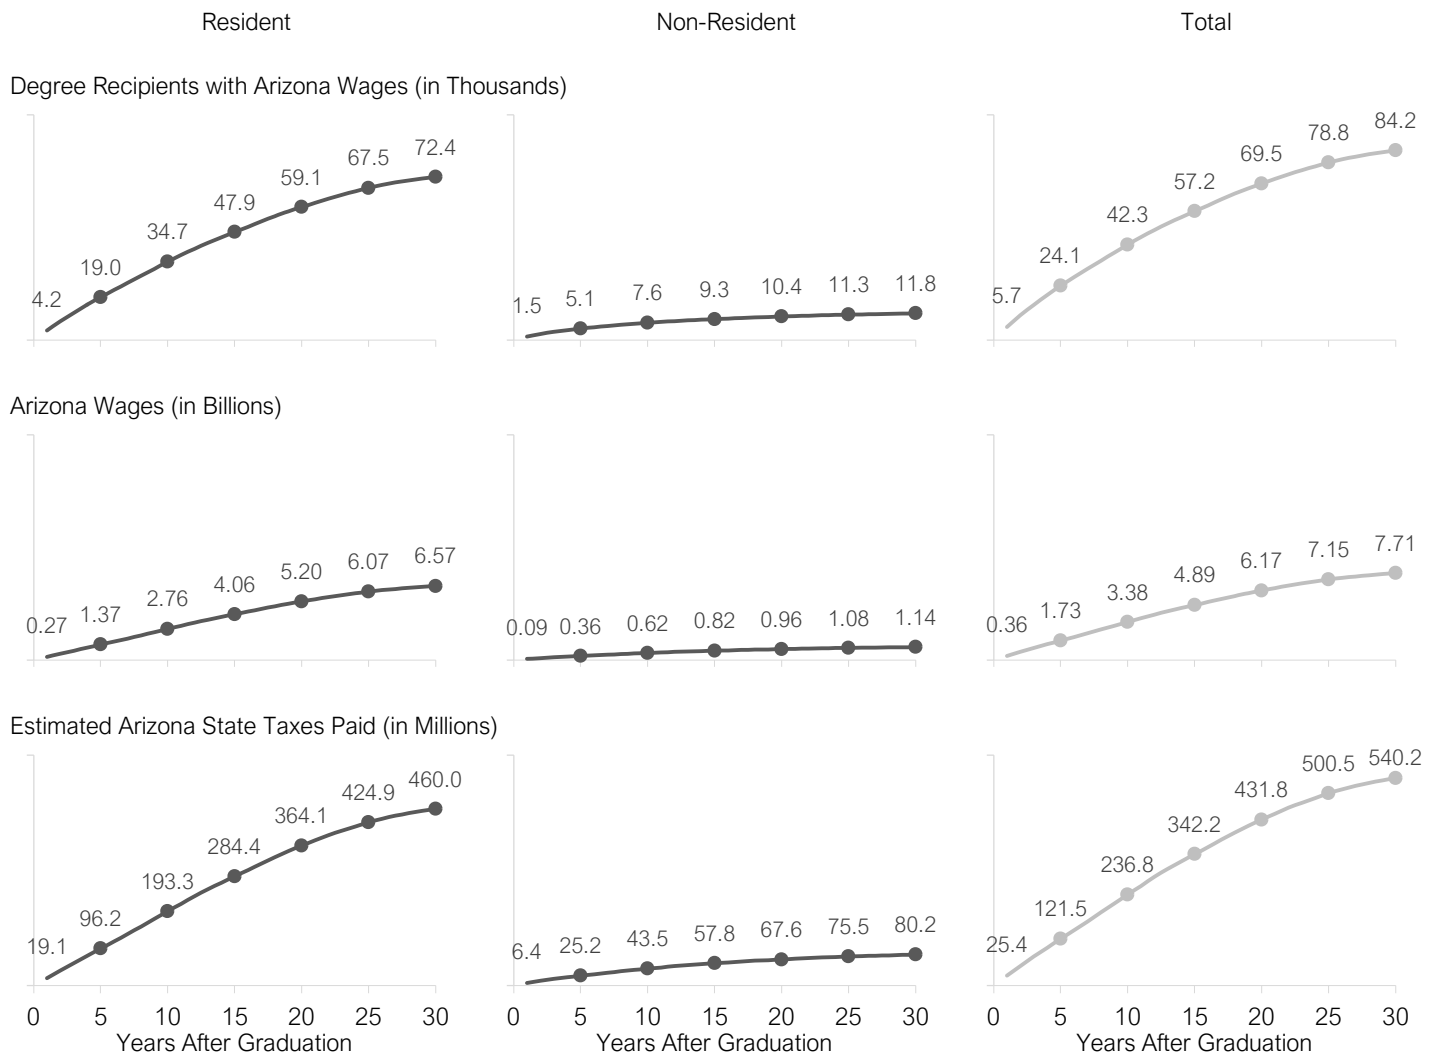 Resident Non-Resident Total
Degree Recipients with Arizona Wages (in Thousands)
4.2 19.0 34.7 47.9 59.1 67.5 72.4
1.5 5.1 7.6 9.3 10.4 11.3 11.8
5.7 24.1 42.3 57.2 69.5 78.8 84.2
Arizona Wages (in Billions)
0.27 1.37 2.76 4.06 5.20 6.07 6.57
0.09 0.36 0.62 0.82 0.96 1.08 1.14
0.36 1.73 3.38 4.89 6.17 7.15 7.71
Estimated Arizona State Taxes Paid (in Millions)
19.1 96.2 193.3 284.4 364.1 424.9 460.0
6.4 25.2 43.5 57.8 67.6 75.5 80.2
25.4 121.5 236.8 342.2 431.8 500.5 540.2
0 5 10 15 20 25 30
Years After Graduation
0 5 10 15 20 25 30
Years After Graduation
0 5 10 15 20 25 30
Years After Graduation